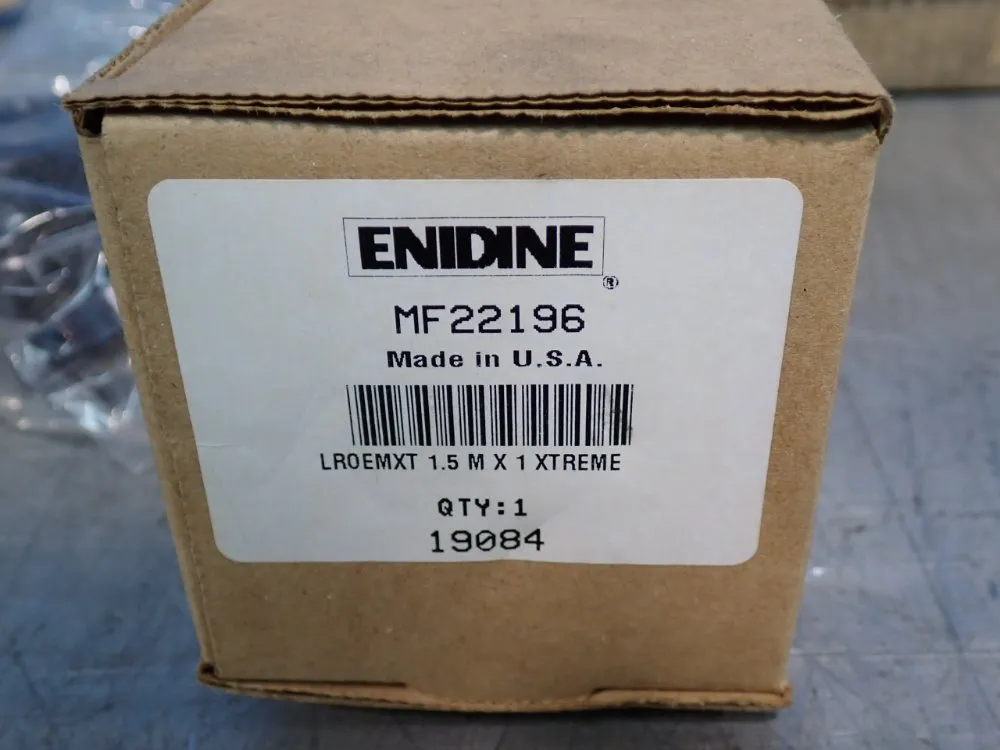 ENIDINE
®
MF22196
Made in U.S.A.
LROEMXT 1.5 M X 1 XTREME
QTY:1
19084